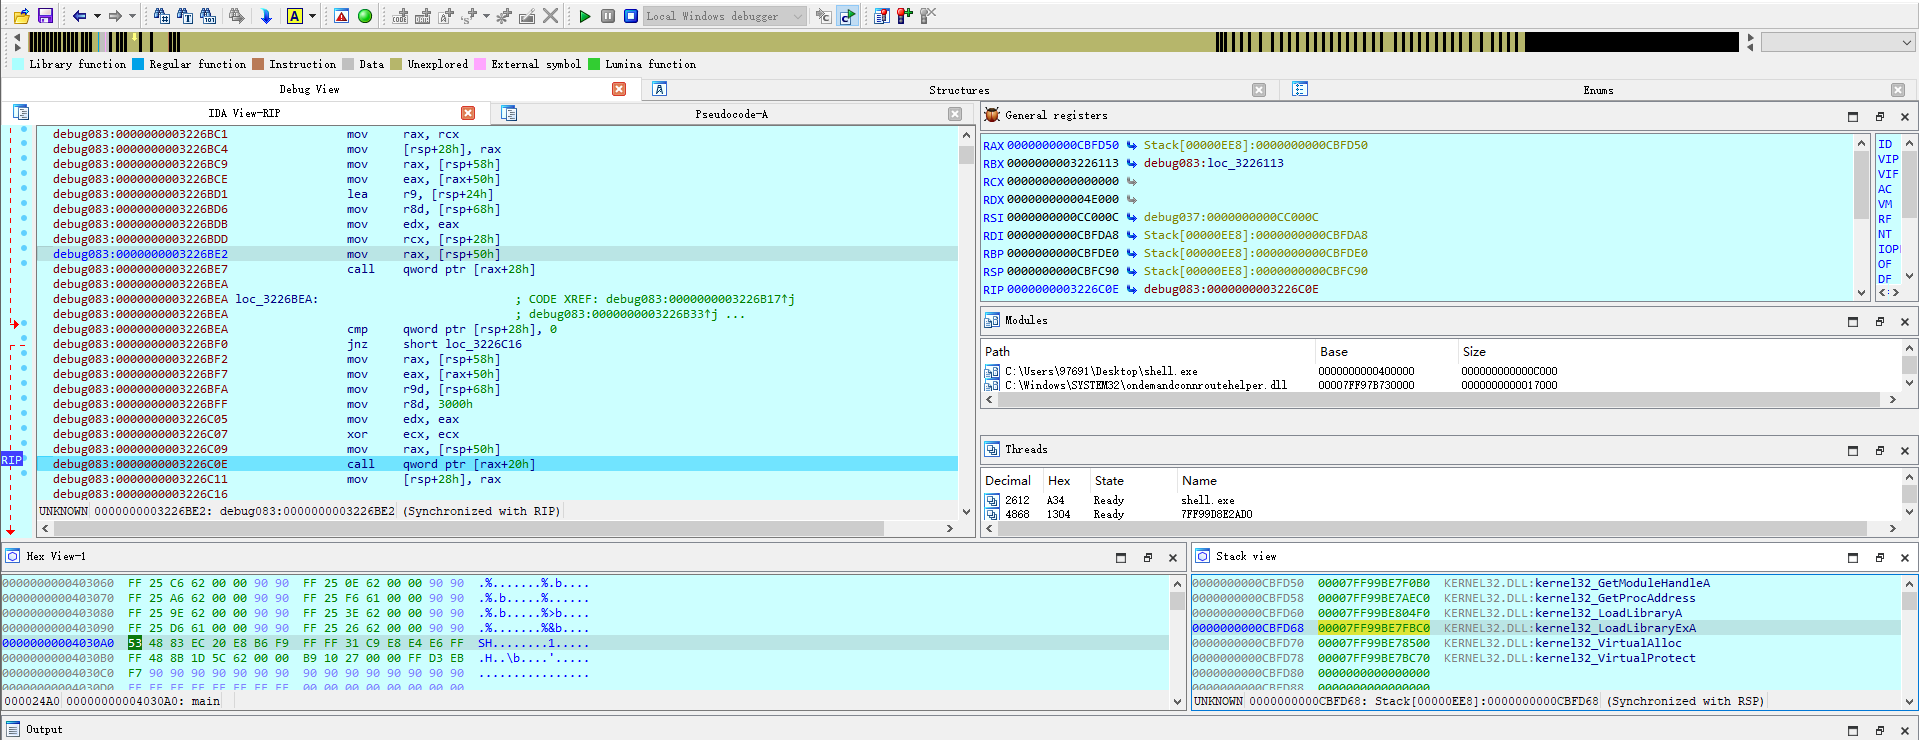 Local Windows debugger
Library function Regular function Instruction Data Unexplored External symbol Lumina function
Debug View Structures Enums
IDA View-RIP Pseudocode-A
debug083:0000000003226BC1 mov rax, rcx
debug083:0000000003226BC4 mov [rsp+28h], rax
debug083:0000000003226BC9 mov rax, [rsp+58h]
debug083:0000000003226BCE mov eax, [rax+50h]
debug083:0000000003226BD1 lea r9, [rsp+24h]
debug083:0000000003226BD6 mov r8d, [rsp+68h]
debug083:0000000003226BDB mov edx, eax
debug083:0000000003226BDD mov rcx, [rsp+28h]
debug083:0000000003226BE2 mov rax, [rsp+50h]
debug083:0000000003226BE7 call qword ptr [rax+28h]
debug083:0000000003226BEA
debug083:0000000003226BEA loc_3226BEA: ; CODE XREF: debug083:0000000003226B17↑j
debug083:0000000003226BEA ; debug083:0000000003226B33↑j ...
debug083:0000000003226BEA cmp qword ptr [rsp+28h], 0
debug083:0000000003226BF0 jnz short loc_3226C16
debug083:0000000003226BF2 mov rax, [rsp+58h]
debug083:0000000003226BF7 mov eax, [rax+50h]
debug083:0000000003226BFA mov r9d, [rsp+68h]
debug083:0000000003226BFF mov r8d, 3000h
debug083:0000000003226C05 mov edx, eax
debug083:0000000003226C07 xor ecx, ecx
debug083:0000000003226C09 mov rax, [rsp+50h]
RIP debug083:0000000003226C0E call qword ptr [rax+20h]
debug083:0000000003226C11 mov [rsp+28h], rax
debug083:0000000003226C16
UNKNOWN 0000000003226BE2: debug083:0000000003226BE2 (Synchronized with RIP)
General registers
RAX 0000000000CBFD50 Stack[00000EE8]:0000000000CBFD50
RBX 0000000003226113 debug083:loc_3226113
RCX 0000000000000000
RDX 000000000004E000
RSI 0000000000CC000C debug037:0000000000CC000C
RDI 0000000000CBFDA8 Stack[00000EE8]:0000000000CBFDA8
RBP 0000000000CBFDE0 Stack[00000EE8]:0000000000CBFDE0
RSP 0000000000CBFC90 Stack[00000EE8]:0000000000CBFC90
RIP 0000000003226C0E debug083:0000000003226C0E
ID
VIP
VIF
AC
VM
RF
NT
IOPL
OF
DF
Modules
Path Base Size
C:\Users\97691\Desktop\shell.exe 0000000000400000 000000000000C000
C:\Windows\SYSTEM32\ondemandconnroutehelper.dll 00007FF97B730000 0000000000017000
Threads
Decimal Hex State Name
2612 A34 Ready shell.exe
4868 1304 Ready 7FF99D8E2AD0
Hex View-1
0000000000403060 FF 25 C6 62 00 00 90 90 FF 25 0E 62 00 00 90 90 .%.......%.b....
0000000000403070 FF 25 A6 62 00 00 90 90 FF 25 F6 61 00 00 90 90 .%.b.....%......
0000000000403080 FF 25 9E 62 00 00 90 90 FF 25 3E 62 00 00 90 90 .%.b.....%>b....
0000000000403090 FF 25 D6 61 00 00 90 90 FF 25 26 62 00 00 90 90 .%.......%&b....
00000000004030A0 53 48 83 EC 20 E8 B6 F9 FF FF 31 C9 E8 E4 E6 FF SH........1.....
00000000004030B0 FF 48 8B 1D 5C 62 00 00 B9 10 27 00 00 FF D3 EB .H..\b....'.....
00000000004030C0 F7 90 90 90 90 90 90 90 90 90 90 90 90 90 90 90 ................
00000000004030D0 FF FF FF FF FF FF FF FF 00 00 00 00 00 00 00 00
000024A0 00000000004030A0: main
Stack view
0000000000CBFD50 00007FF99BE7F0B0 KERNEL32.DLL:kernel32_GetModuleHandleA
0000000000CBFD58 00007FF99BE7AEC0 KERNEL32.DLL:kernel32_GetProcAddress
0000000000CBFD60 00007FF99BE804F0 KERNEL32.DLL:kernel32_LoadLibraryA
0000000000CBFD68 00007FF99BE7FBC0 KERNEL32.DLL:kernel32_LoadLibraryExA
0000000000CBFD70 00007FF99BE78500 KERNEL32.DLL:kernel32_VirtualAlloc
0000000000CBFD78 00007FF99BE7BC70 KERNEL32.DLL:kernel32_VirtualProtect
0000000000CBFD80 0000000000000000
0000000000CBFD88 0000000000000000
UNKNOWN 0000000000CBFD68: Stack[00000EE8]:0000000000CBFD68 (Synchronized with RSP)
Output